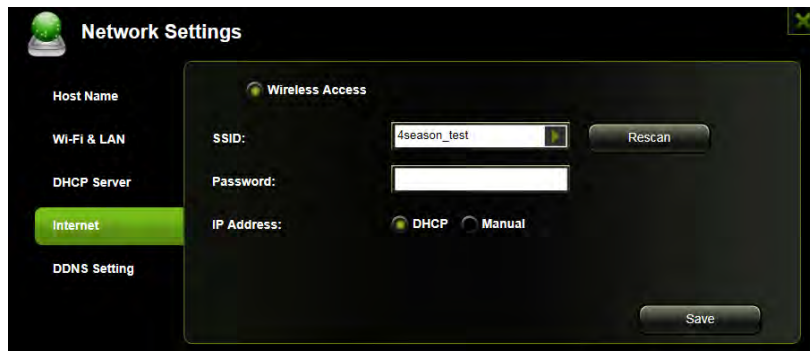 Network Settings
Host Name
Wi-Fi & LAN
DHCP Server
Internet
DDNS Setting
Wireless Access
SSID: 4season_test Rescan
Password:
IP Address: DHCP Manual
Save